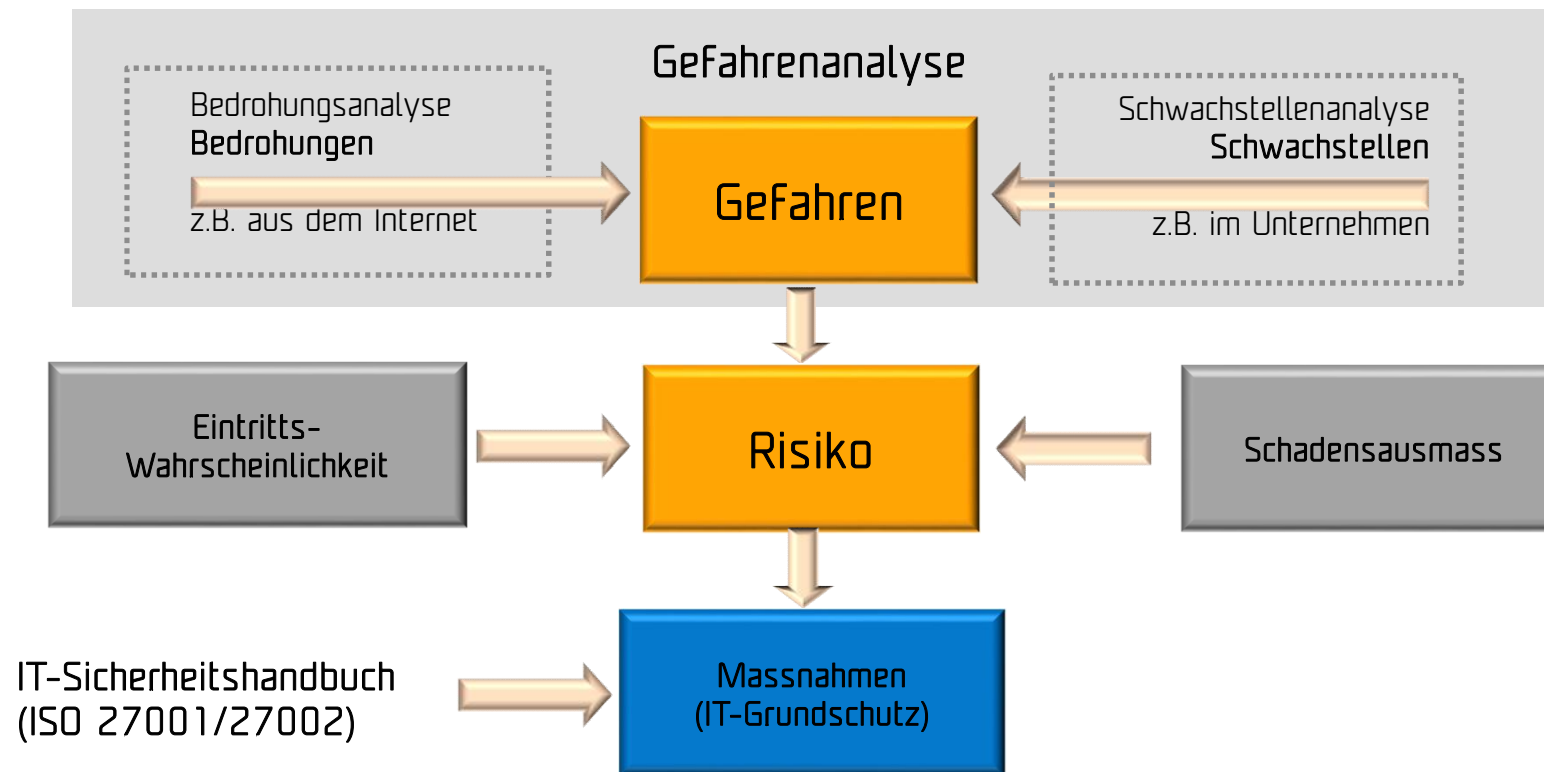 Gefahrenanalyse
Bedrohungsanalyse
Bedrohungen
z.B. aus dem Internet
Gefahren
Schwachstellenanalyse
Schwachstellen
z.B. im Unternehmen
Eintritts-
Wahrscheinlichkeit
Risiko
Schadensausmass
IT-Sicherheitshandbuch
(ISO 27001/27002)
Massnahmen
(IT-Grundschutz)